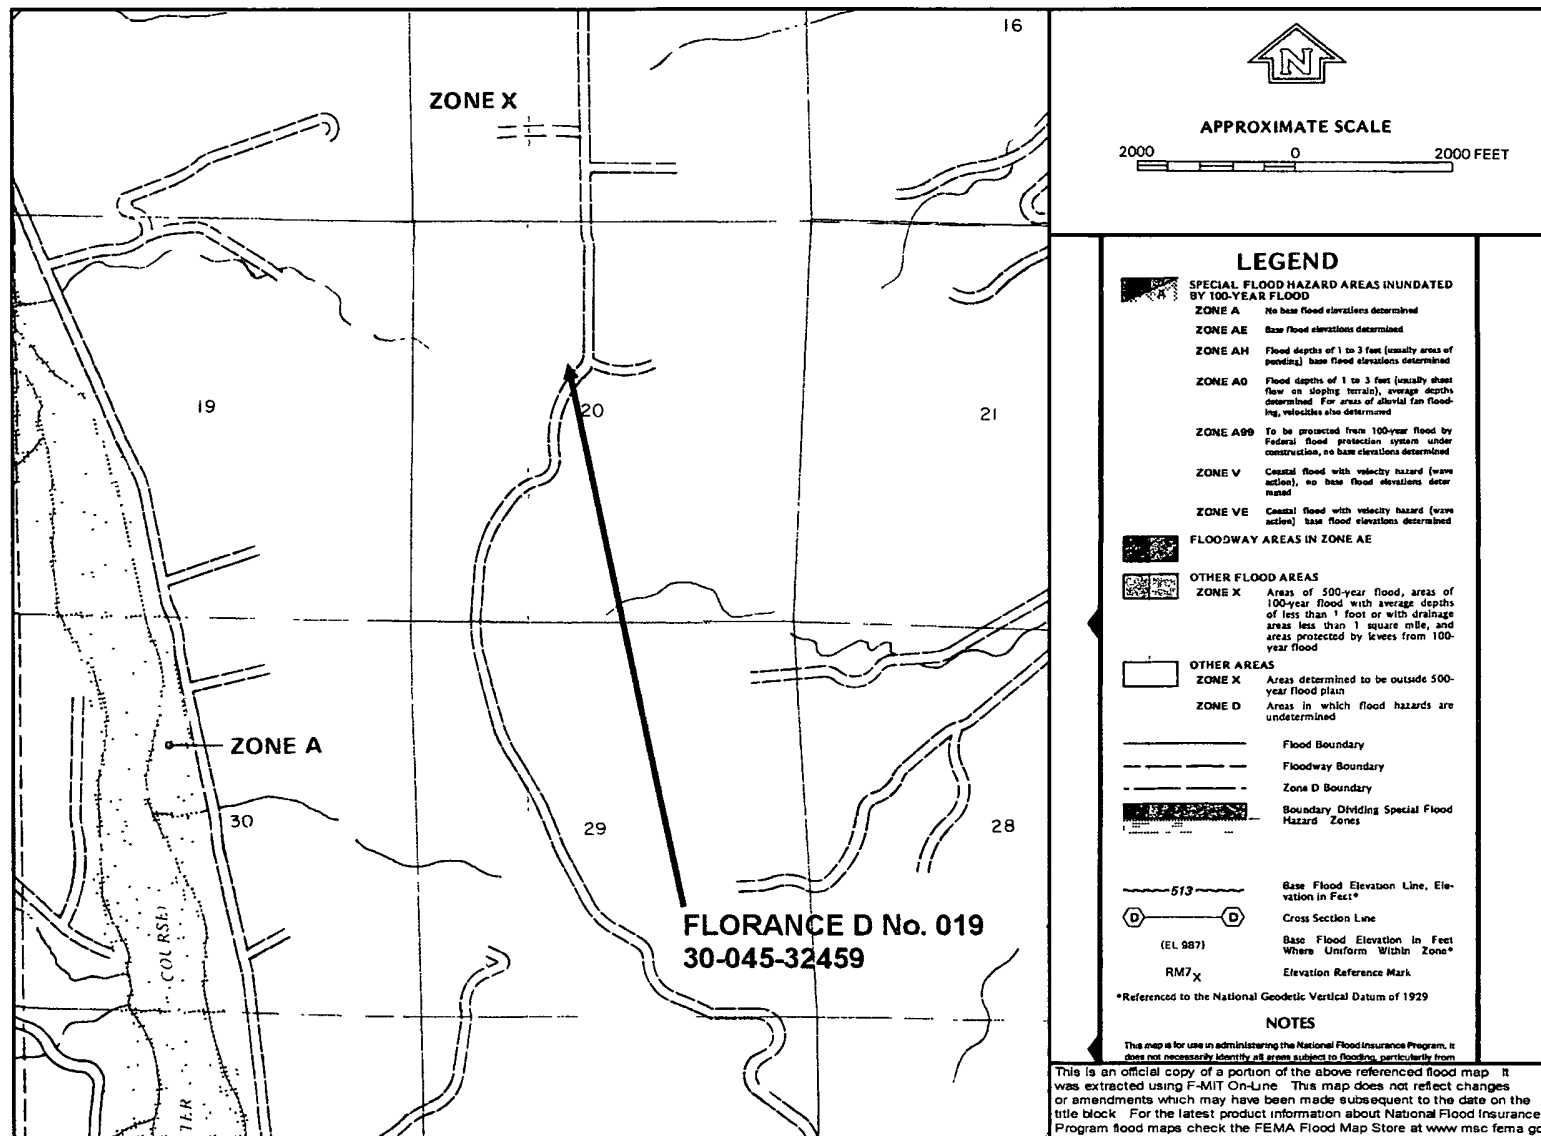 16
ZONE X
19
20
21
ZONE A
30
29
28
COURSE)
FLORANCE D No. 019
30-045-32459
N
APPROXIMATE SCALE
2000 0 2000 FEET
LEGEND
A
SPECIAL FLOOD HAZARD AREAS INUNDATED
BY 100-YEAR FLOOD
ZONE A No base flood elevations determined
ZONE AE Base flood elevations determined
ZONE AH Flood depths of 1 to 3 feet (usually areas of
ponding) base flood elevations determined
ZONE A0 Flood depths of 1 to 3 feet (usually sheet
flow on sloping terrain), average depths
determined For areas of alluvial fan flood-
ing, velocities also determined
ZONE A99 To be protected from 100-year flood by
Federal flood protection system under
construction, no base elevations determined
ZONE V Coastal flood with velocity hazard (wave
action), no base flood elevations deter
mined
ZONE VE Coastal flood with velocity hazard (wave
action) base flood elevations determined
FLOODWAY AREAS IN ZONE AE
OTHER FLOOD AREAS
ZONE X Areas of 500-year flood, areas of
100-year flood with average depths
of less than 1 foot or with drainage
areas less than 1 square mile, and
areas protected by levees from 100-
year flood
OTHER AREAS
ZONE X Areas determined to be outside 500-
year flood plain
ZONE D Areas in which flood hazards are
undetermined
Flood Boundary
Floodway Boundary
Zone D Boundary
Boundary Dividing Special Flood
Hazard Zones
513 Base Flood Elevation Line, Ele-
vation in Feet*
D D Cross Section Line
(EL 987) Base Flood Elevation in Feet
Where Uniform Within Zone*
RM7X Elevation Reference Mark
*Referenced to the National Geodetic Vertical Datum of 1929
NOTES
This map is for use in administering the National Flood Insurance Program, it
does not necessarily identify all areas subject to flooding, particularly from
This is an official copy of a portion of the above referenced flood map It
was extracted using F-MIT On-Line This map does not reflect changes
or amendments which may have been made subsequent to the date on the
title block For the latest product information about National Flood Insurance
Program flood maps check the FEMA Flood Map Store at www msc fema go